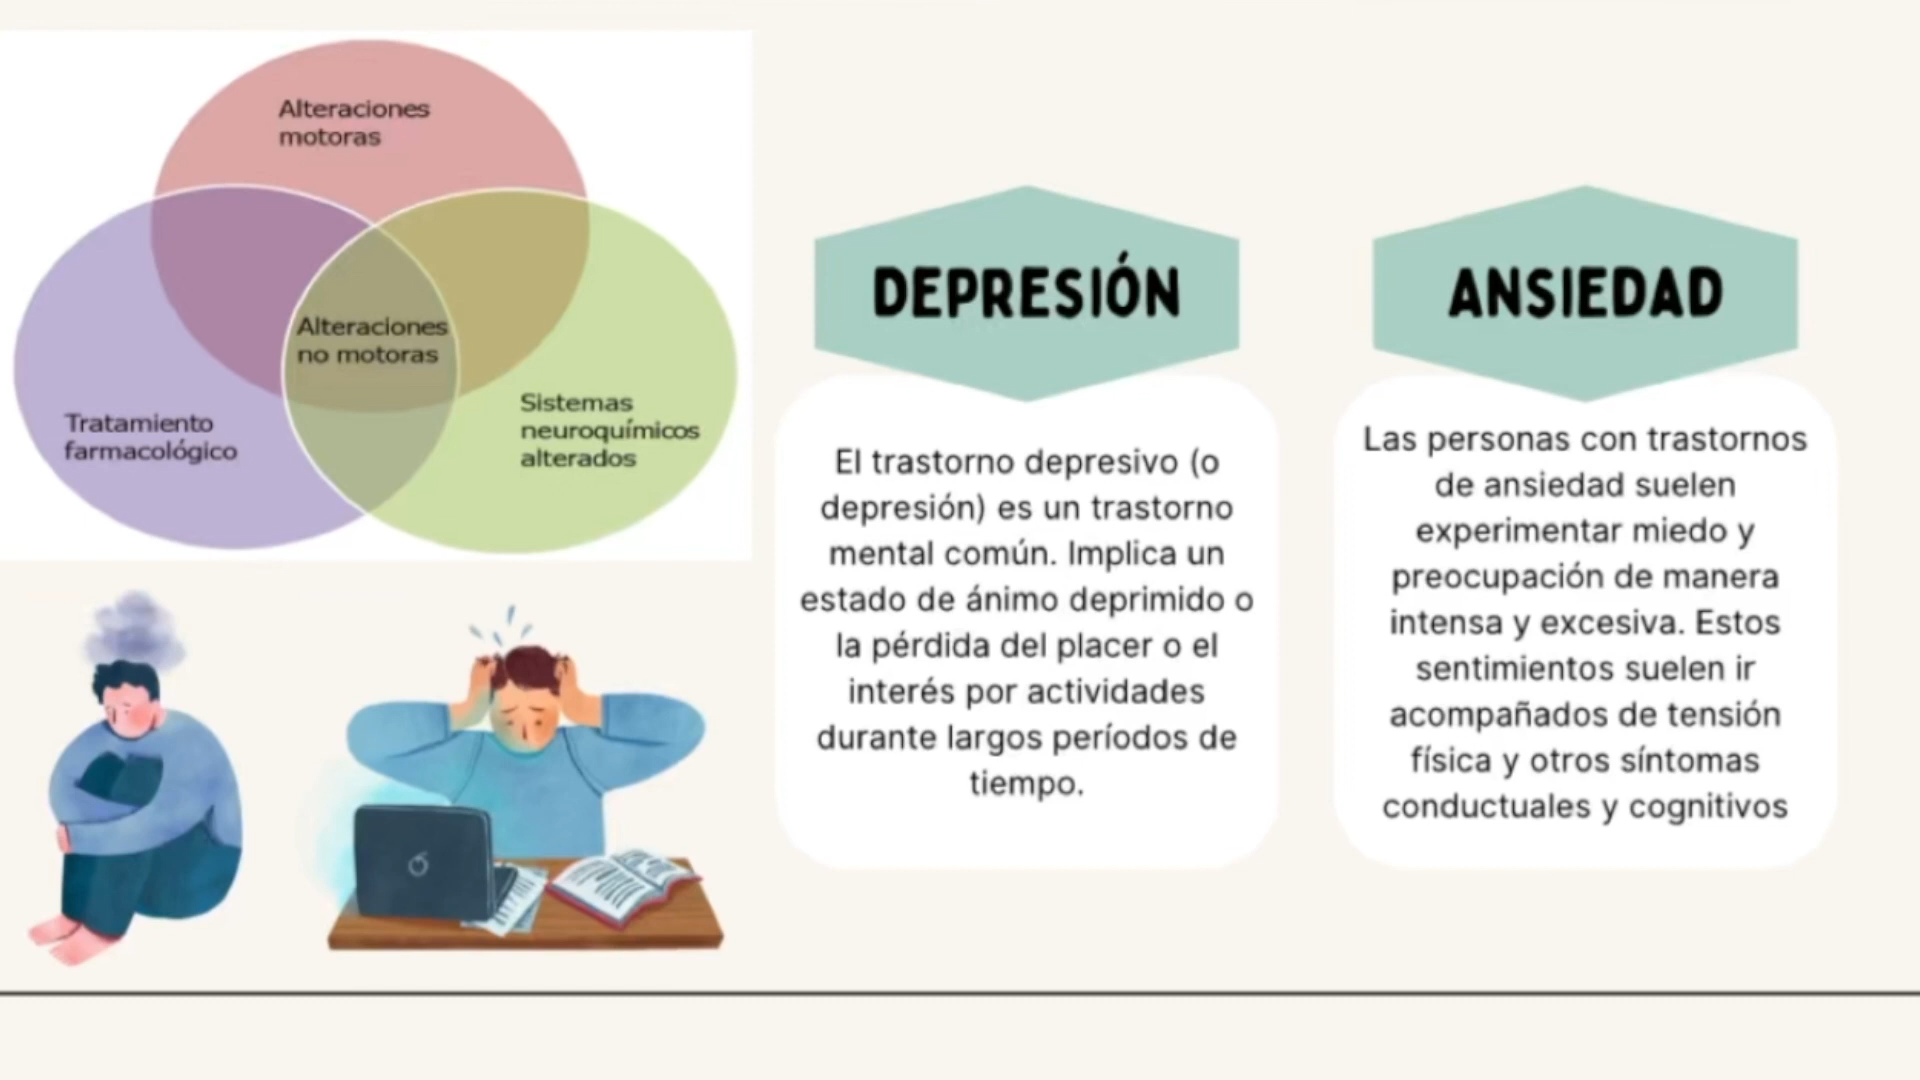 Alteraciones
motoras
Alteraciones
no motoras
Tratamiento
farmacológico
Sistemas
neuroquímicos
alterados
DEPRESIÓN
El trastorno depresivo (o
depresión) es un trastorno
mental común. Implica un
estado de ánimo deprimido o
la pérdida del placer o el
interés por actividades
durante largos períodos de
tiempo.
ANSIEDAD
Las personas con trastornos
de ansiedad suelen
experimentar miedo y
preocupación de manera
intensa y excesiva. Estos
sentimientos suelen ir
acompañados de tensión
física y otros síntomas
conductuales y cognitivos